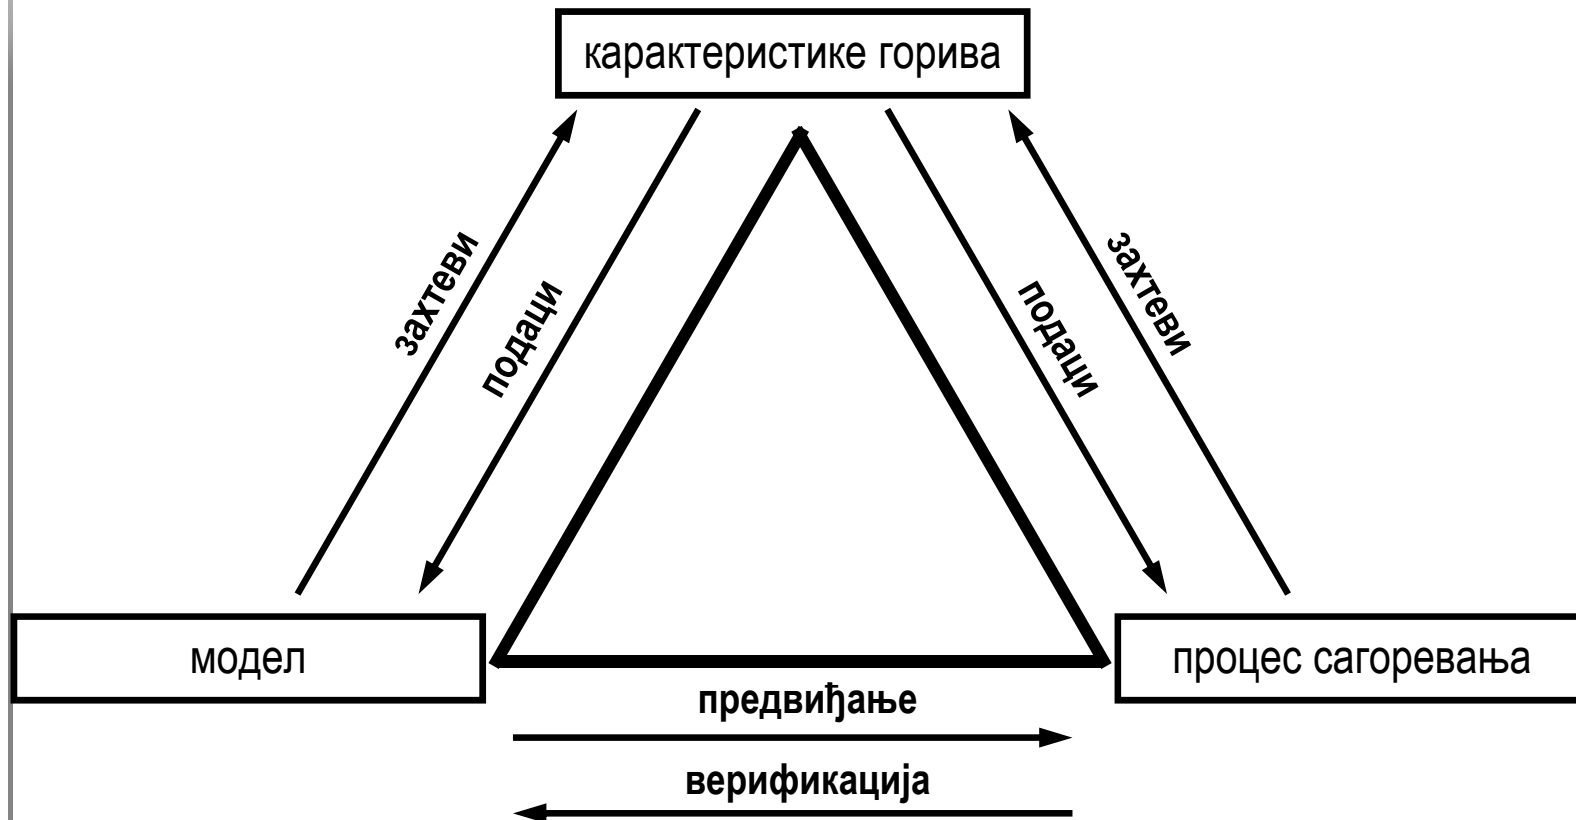 карактеристике горива
захтеви
подаци
подаци
захтеви
модел
процес сагоревања
предвиђање
верификација